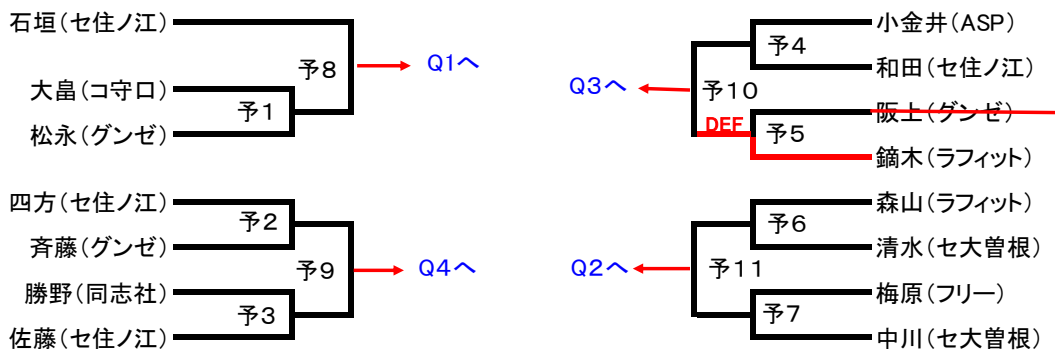 石垣(セ住ノ江)
予8
Q1へ
大畠(コ守口)
予1
松永(グンゼ)
四方(セ住ノ江)
予2
斉藤(グンゼ)
予9
Q4へ
勝野(同志社)
予3
佐藤(セ住ノ江)
小金井(ASP)
予4
和田(セ住ノ江)
Q3へ
予10
阪上(グンゼ)
DEF
予5
鏑木(ラフィット)
森山(ラフィット)
予6
清水(セ大曽根)
Q2へ
予11
梅原(フリー)
予7
中川(セ大曽根)